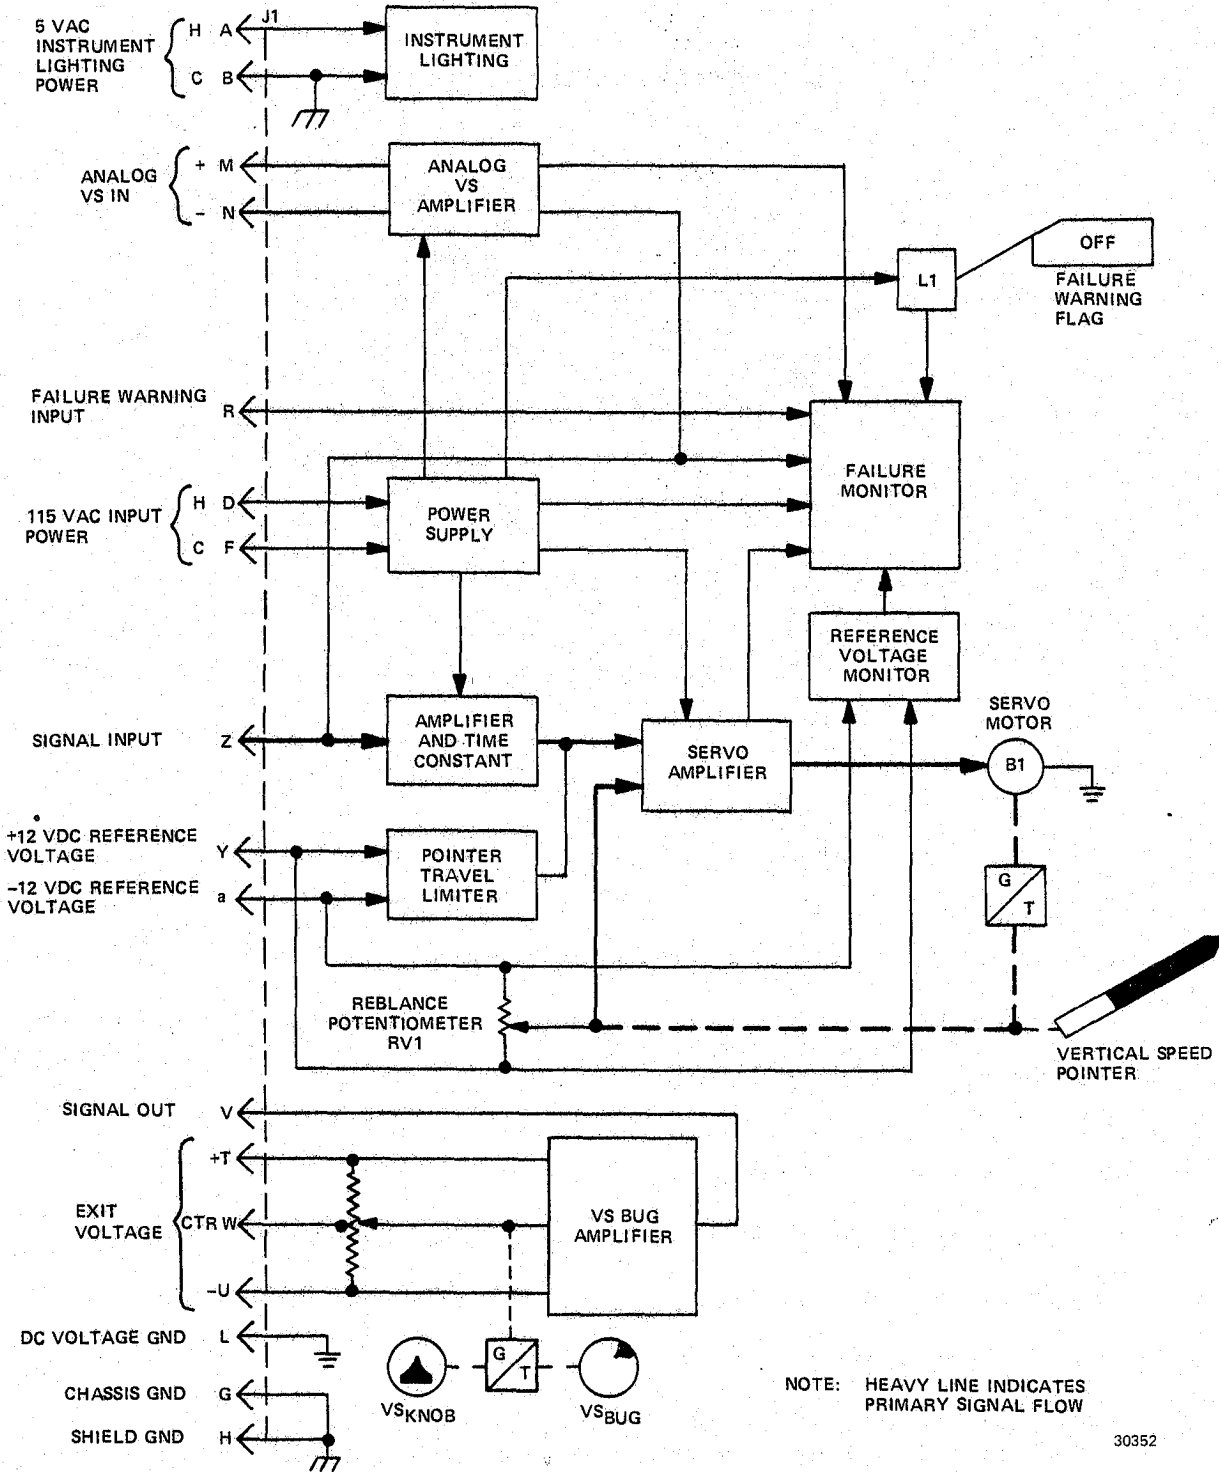 5 VAC
INSTRUMENT
LIGHTING
POWER
H A
C B
J1
INSTRUMENT
LIGHTING
ANALOG
VS IN
+ M
– N
ANALOG
VS
AMPLIFIER
L1
OFF
FAILURE
WARNING
FLAG
FAILURE WARNING
INPUT
R
115 VAC INPUT
POWER
H D
C F
POWER
SUPPLY
FAILURE
MONITOR
REFERENCE
VOLTAGE
MONITOR
SIGNAL INPUT
Z
AMPLIFIER
AND TIME
CONSTANT
SERVO
AMPLIFIER
SERVO
MOTOR
B1
+12 VDC REFERENCE
VOLTAGE
Y
–12 VDC REFERENCE
VOLTAGE
a
POINTER
TRAVEL
LIMITER
G
T
REBLANCE
POTENTIOMETER
RV1
VERTICAL SPEED
POINTER
SIGNAL OUT
V
EXIT
VOLTAGE
+T
CTR W
–U
VS BUG
AMPLIFIER
DC VOLTAGE GND
L
CHASSIS GND
G
SHIELD GND
H
VSKNOB
G
T
VSBUG
NOTE: HEAVY LINE INDICATES
PRIMARY SIGNAL FLOW
30352